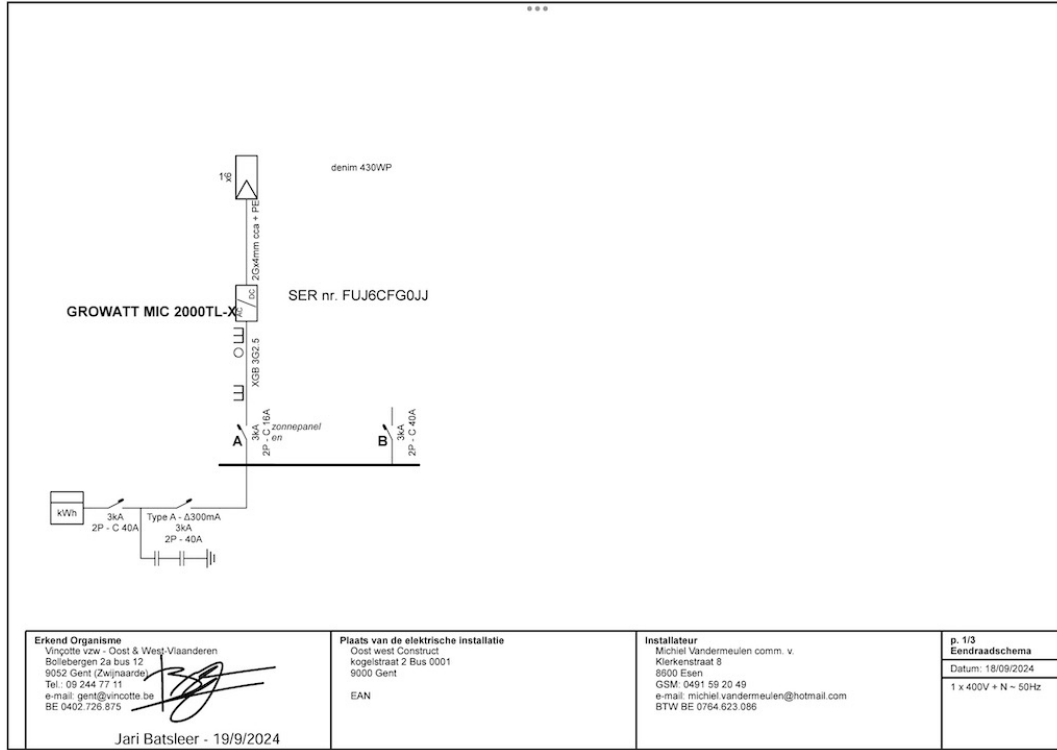 denim 430WP
1*6
2Gx4mm cca + PE
DC
AC
GROWATT MIC 2000TL-X
SER nr. FUJ6CFG0JJ
XGB 3G2.5
A
3kA
2P - C 16A
zonnepanel
en
B
3kA
2P - C 40A
kWh
3kA
2P - C 40A
Type A - Δ300mA
3kA
2P - 40A
Erkend Organisme
Vinçotte vzw - Oost & West-Vlaanderen
Bollebergen 2a bus 12
9052 Gent (Zwijnaarde)
Tel.: 09 244 77 11
e-mail: gent@vincotte.be
BE 0402.726.875
Jari Batsleer - 19/9/2024
Plaats van de elektrische installatie
Oost west Construct
kogelstraat 2 Bus 0001
9000 Gent
EAN
Installateur
Michiel Vandermeulen comm. v.
Klerkenstraat 8
8600 Esen
GSM: 0491 59 20 49
e-mail: michiel.vandermeulen@hotmail.com
BTW BE 0764.623.086
p. 1/3
Eendraadschema
Datum: 18/09/2024
1 x 400V + N ~ 50Hz